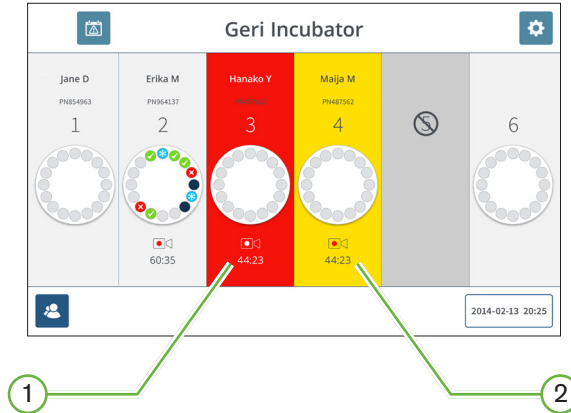 Geri Incubator
Jane D
Erika M
Hanako Y
Maija M
PN854963
PN964137
PN487562
1
2
3
4
5
6
60:35
44:23
44:23
2014-02-13 20:25
1
2